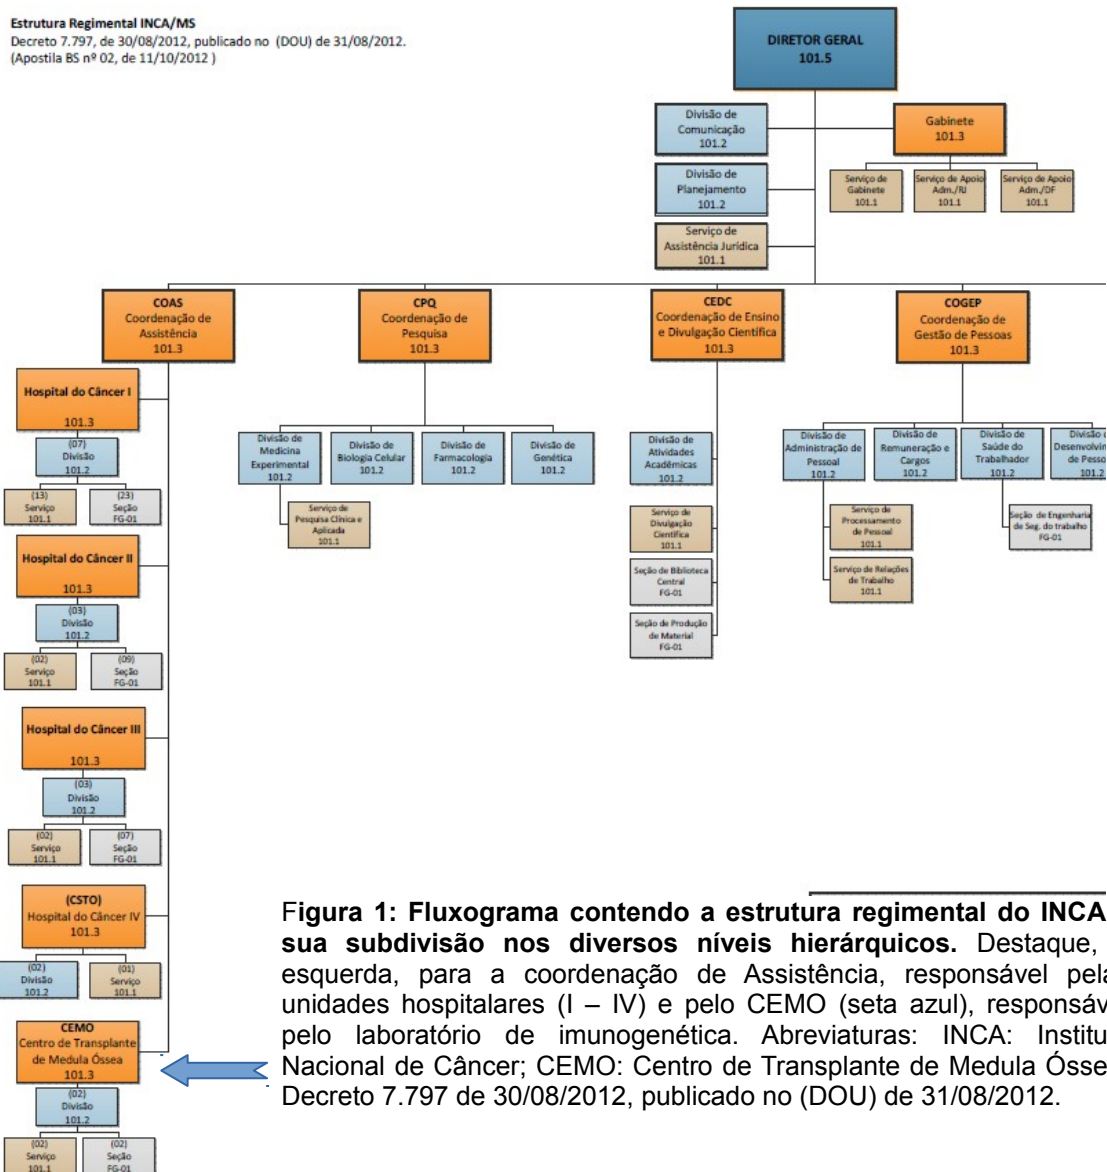 Estrutura Regimental INCA/MS
Decreto 7.797, de 30/08/2012, publicado no (DOU) de 31/08/2012.
(Apostila BS nº 02, de 11/10/2012 )
DIRETOR GERAL
101.5
Divisão de
Comunicação
101.2
Gabinete
101.3
Divisão de
Planejamento
101.2
Serviço de
Gabinete
101.1
Serviço de Apoio
Adm./RJ
101.1
Serviço de Apoio
Adm./DF
101.1
Serviço de
Assistência Jurídica
101.1
COAS
Coordenação de
Assistência
101.3
CPQ
Coordenação de
Pesquisa
101.3
CEDC
Coordenação de Ensino
e Divulgação Científica
101.3
COGEP
Coordenação de
Gestão de Pessoas
101.3
Hospital do Câncer I
101.3
(07)
Divisão
101.2
(13)
Serviço
101.1
(23)
Seção
FG-01
Hospital do Câncer II
101.3
(03)
Divisão
101.2
(02)
Serviço
101.1
(09)
Seção
FG-01
Hospital do Câncer III
101.3
(03)
Divisão
101.2
(02)
Serviço
101.1
(07)
Seção
FG-01
(CSTO)
Hospital do Câncer IV
101.3
(02)
Divisão
101.2
(01)
Serviço
101.1
CEMO
Centro de Transplante
de Medula Óssea
101.3
(02)
Divisão
101.2
(02)
Serviço
101.1
(02)
Seção
FG-01
Divisão de
Medicina
Experimental
101.2
Divisão de
Biologia Celular
101.2
Divisão de
Farmacologia
101.2
Divisão de
Genética
101.2
Serviço de
Pesquisa Clínica e
Aplicada
101.1
Divisão de
Atividades
Acadêmicas
101.2
Serviço de
Divulgação
Científica
101.1
Seção de Biblioteca
Central
FG-01
Seção de Produção
de Material
FG-01
Divisão de
Administração de
Pessoal
101.2
Divisão de
Remuneração e
Cargos
101.2
Divisão de
Saúde do
Trabalhador
101.2
Divisão
Desenvolvim
de Pesso
101.2
Serviço de
Processamento
de Pessoal
101.1
Serviço de Relações
de Trabalho
101.1
Seção de Engenharia
de Seg. do trabalho
FG-01
Figura 1: Fluxograma contendo a estrutura regimental do INCA
sua subdivisão nos diversos níveis hierárquicos. Destaque,
esquerda, para a coordenação de Assistência, responsável pela
unidades hospitalares (I – IV) e pelo CEMO (seta azul), responsáv
pelo laboratório de imunogenética. Abreviaturas: INCA: Institu
Nacional de Câncer; CEMO: Centro de Transplante de MedulaÓsse
Decreto 7.797 de 30/08/2012, publicado no (DOU) de 31/08/2012.